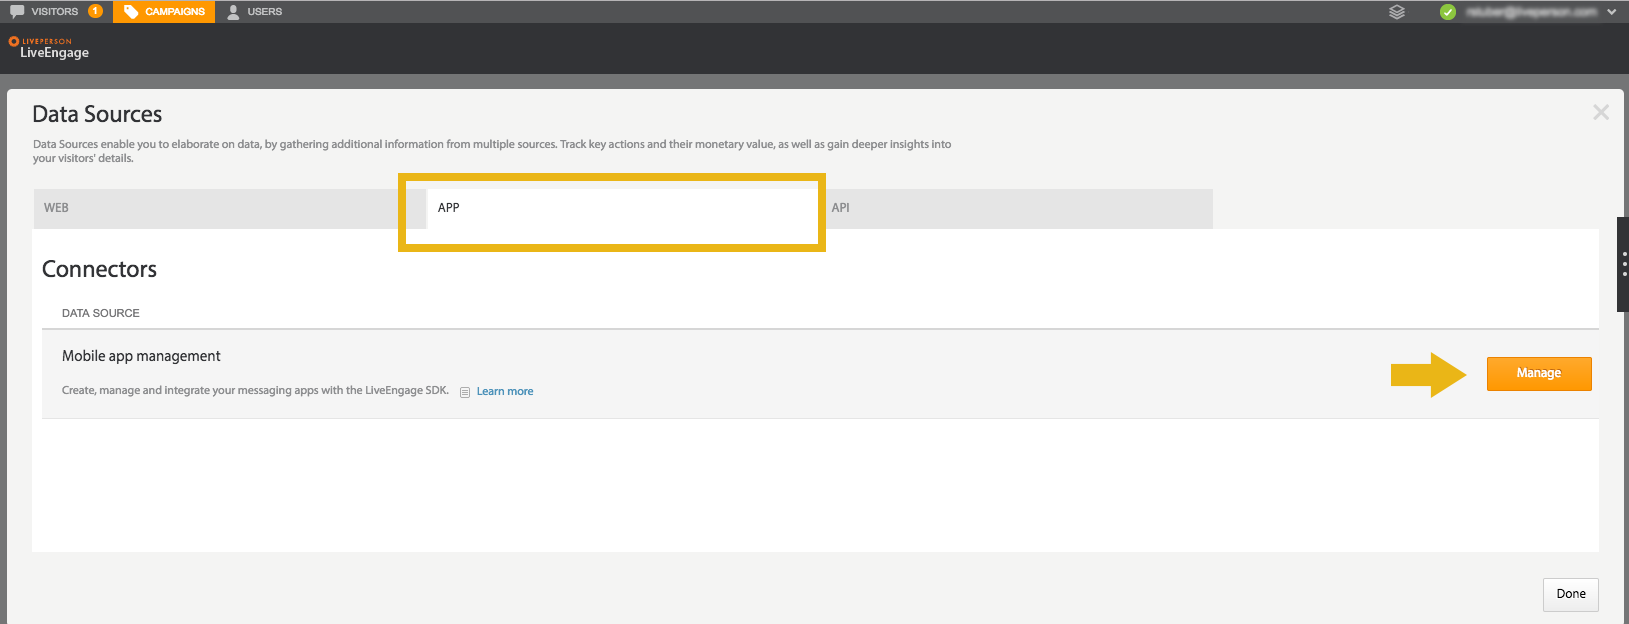 VISITORS 1 CAMPAIGNS USERS
LIVEPERSON
LiveEngage
Data Sources
Data Sources enable you to elaborate on data, by gathering additional information from multiple sources. Track key actions and their monetary value, as well as gain deeper insights into
your visitors' details.
WEB APP API
Connectors
DATA SOURCE
Mobile app management
Manage
Create, manage and integrate your messaging apps with the LiveEngage SDK. Learn more
Done